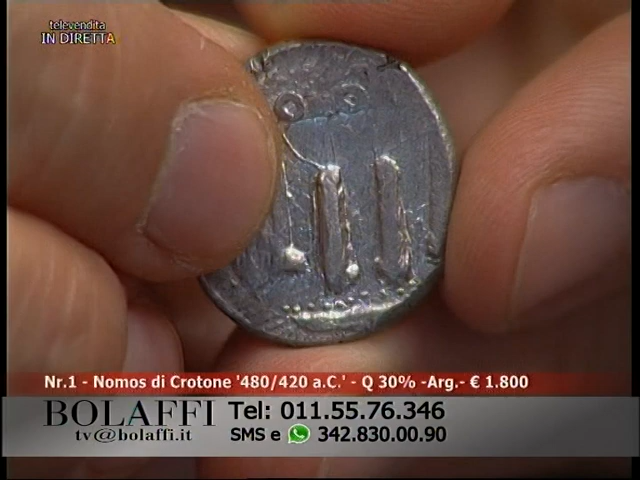 televendita
IN DIRETTA
Nr.1 - Nomos di Crotone '480/420 a.C.' - Q 30% -Arg.- € 1.800
BOLAFFI
tv@bolaffi.it
Tel: 011.55.76.346
SMS e 342.830.00.90